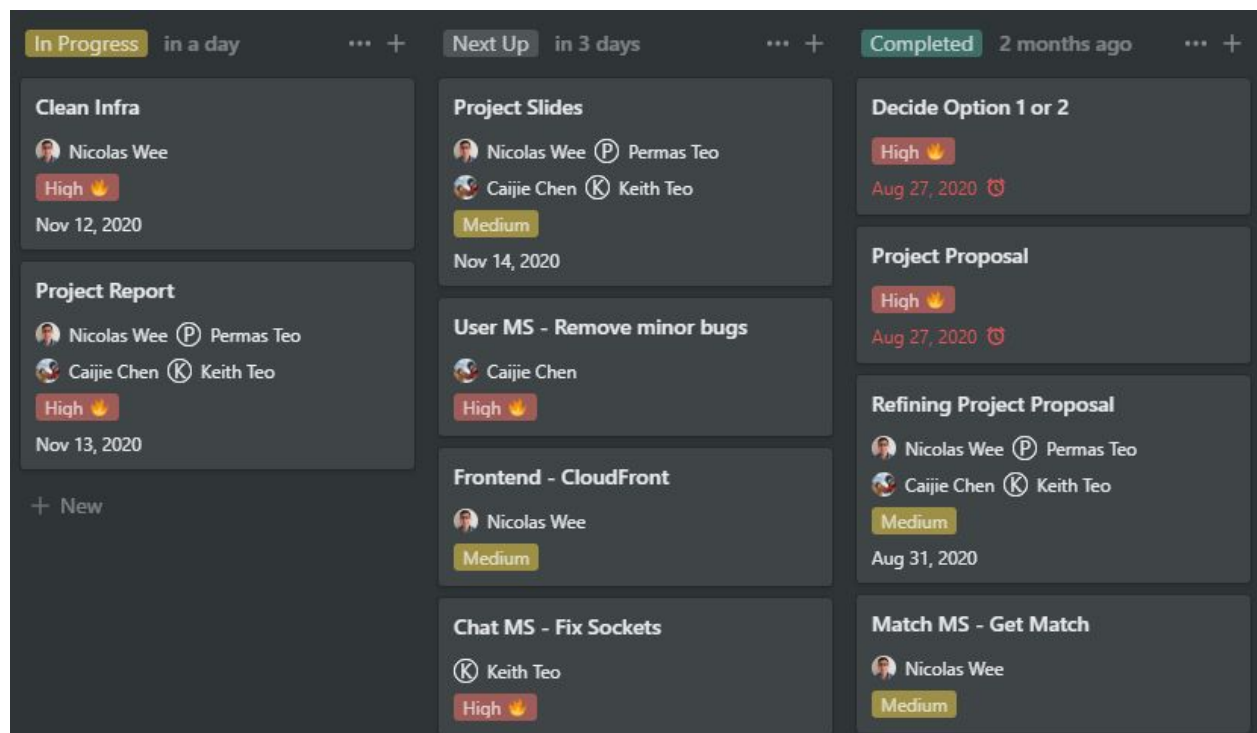 In Progress in a day
Clean Infra
Nicolas Wee
High
Nov 12, 2020
Project Report
Nicolas Wee P Permas Teo
Caijie Chen K Keith Teo
High
Nov 13, 2020
+ New
Next Up in 3 days
Project Slides
Nicolas Wee P Permas Teo
Caijie Chen K Keith Teo
Medium
Nov 14, 2020
User MS - Remove minor bugs
Caijie Chen
High
Frontend - CloudFront
Nicolas Wee
Medium
Chat MS - Fix Sockets
K Keith Teo
High
Completed 2 months ago
Decide Option 1 or 2
High
Aug 27, 2020
Project Proposal
High
Aug 27, 2020
Refining Project Proposal
Nicolas Wee P Permas Teo
Caijie Chen K Keith Teo
Medium
Aug 31, 2020
Match MS - Get Match
Nicolas Wee
Medium